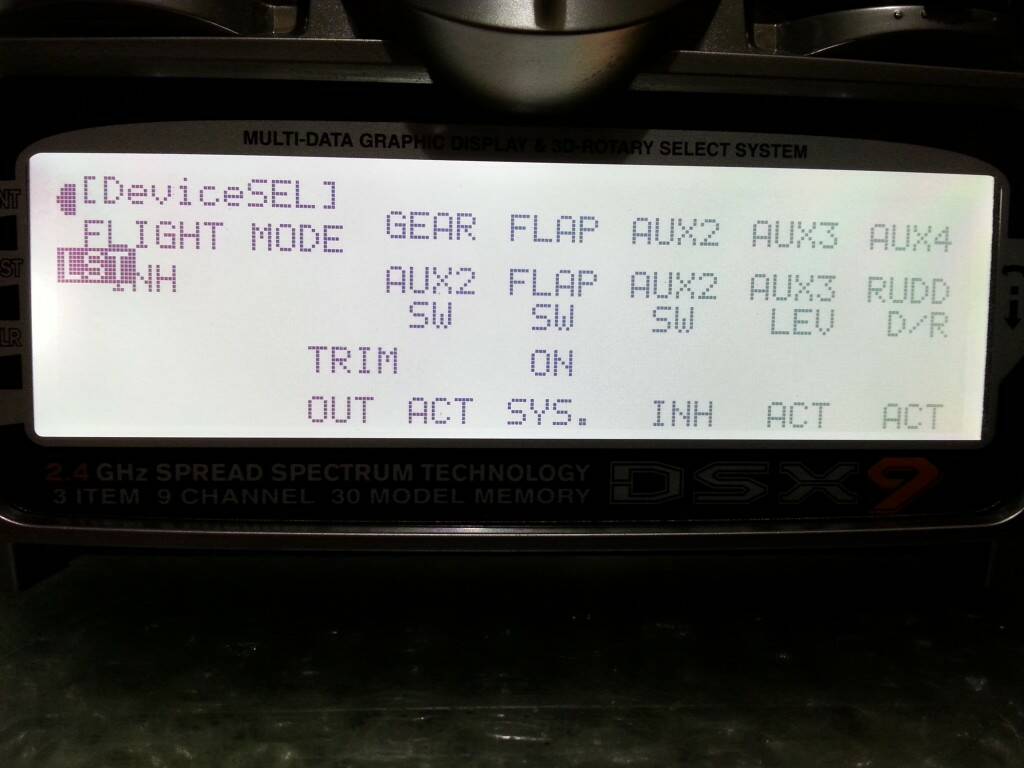 MULTI-DATA GRAPHIC DISPLAY & 3D-ROTARY SELECT SYSTEM
[DeviceSEL]
FLIGHT MODE GEAR FLAP AUX2 AUX3 AUX4
LST INH AUX2 FLAP AUX2 AUX3 RUDD
SW SW SW LEV D/R
TRIM ON
OUT ACT SYS. INH ACT ACT
2.4 GHz SPREAD SPECTRUM TECHNOLOGY
3 ITEM 9 CHANNEL 30 MODEL MEMORY
DSX9